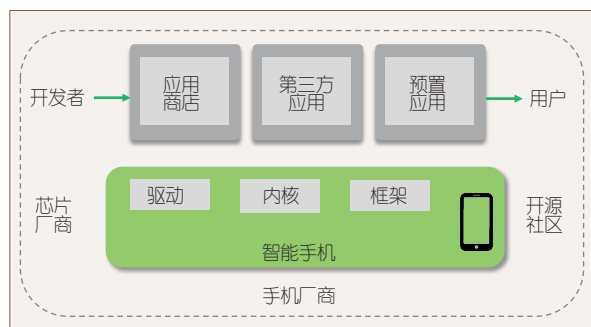 应用
商店
第三方
应用
预置
应用
开发者
用户
驱动
内核
框架
芯片
厂商
开源
社区
智能手机
手机厂商